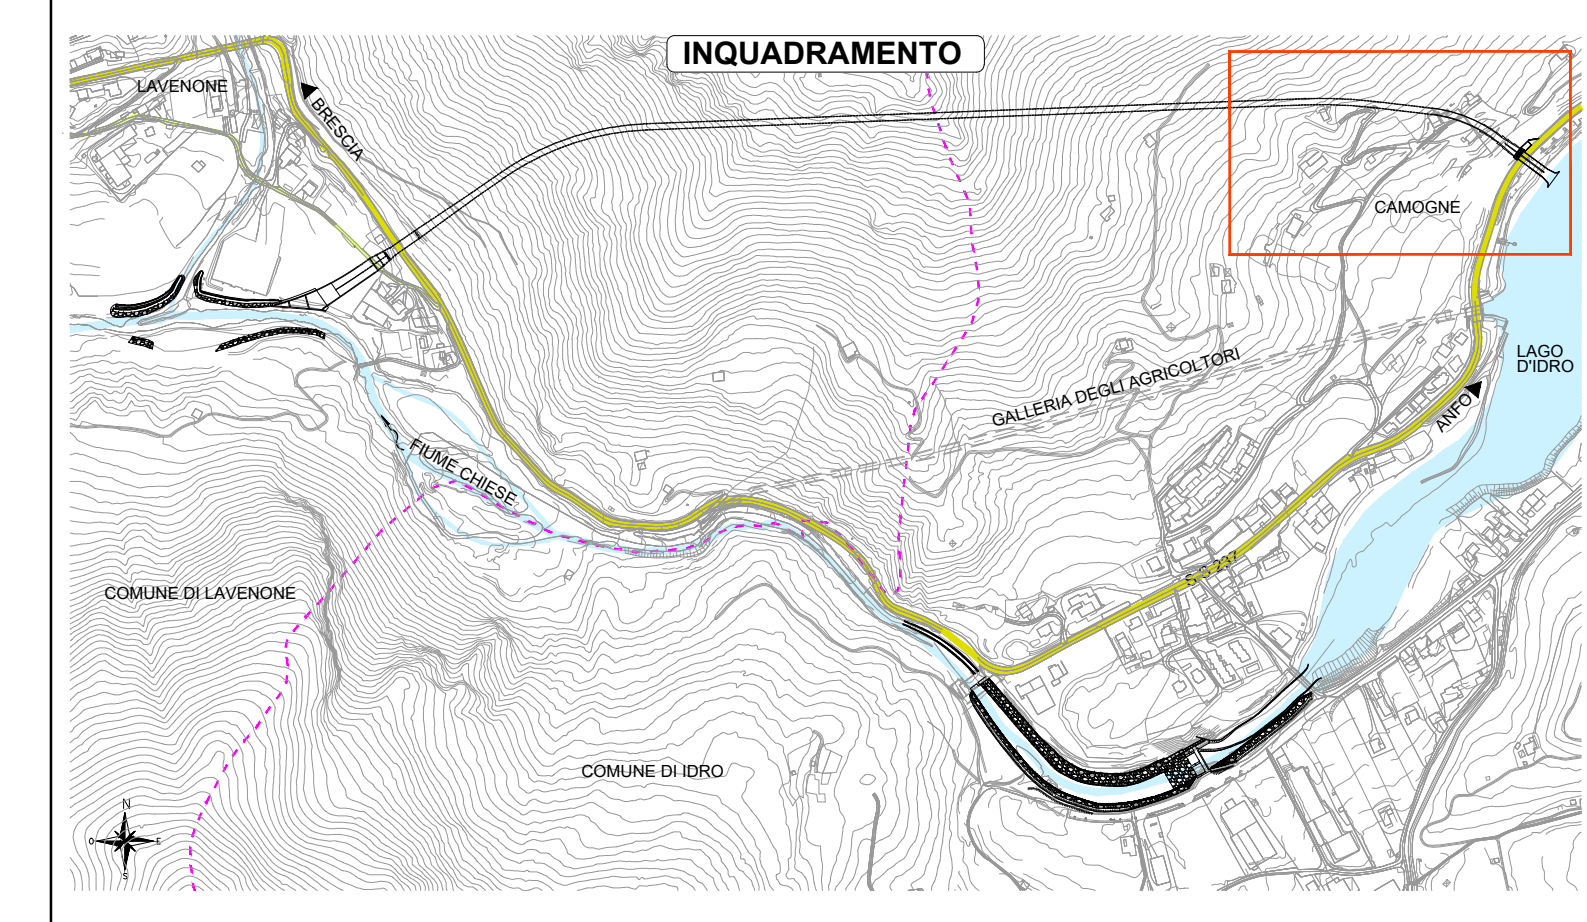 INQUADRAMENTO
LAVENONE
BRESCIA
CAMOGNE
LAGO
D'IDRO
GALLERIA DEGLI AGRICOLTORI
ANFO
FIUME CHIESE
S.S. 237
COMUNE DI LAVENONE
COMUNE DI IDRO
N
O
E
S